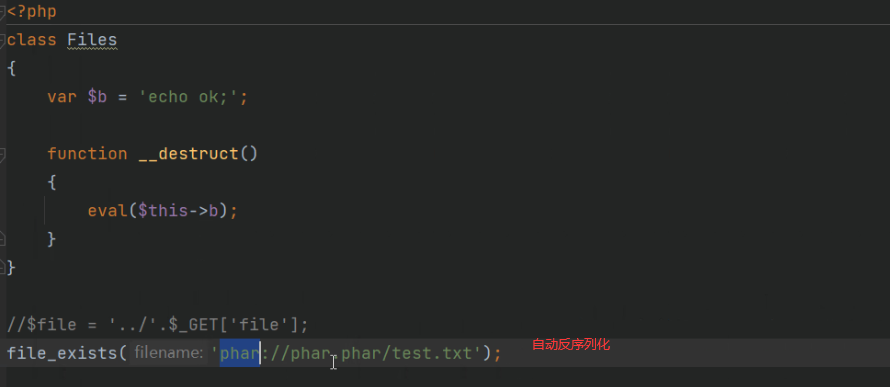 <?php
class Files
{
    var $b = 'echo ok;';
    function __destruct()
    {
        eval($this->b);
    }
}
//$file = '../'.$_GET['file'];
file_exists( filename: 'phar://phar.phar/test.txt'); 自动反序列化